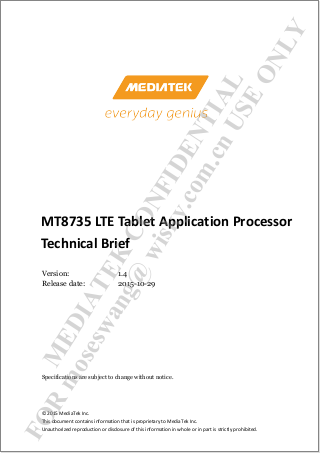 MEDIATEK
everyday genius
MT8735 LTE Tablet Application Processor
Technical Brief
Version: 1.4
Release date: 2015-10-29
Specifications are subject to change without notice.
© 2015 MediaTek Inc.
This document contains information that is proprietary to MediaTek Inc.
Unauthorized reproduction or disclosure of this information in whole or in part is strictly prohibited.
MEDIATEK CONFIDENTIAL
FOR moseswang@wisky.com.cn USE ONLY